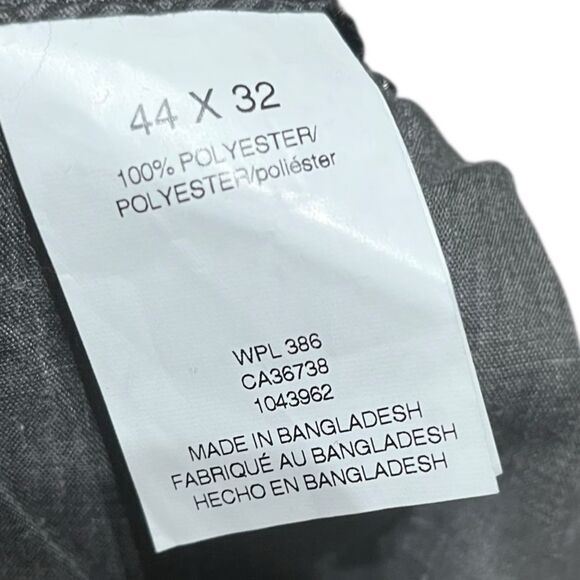 44 X 32
100% POLYESTER/
POLYESTER/poliéster
WPL 386
CA36738
1043962
MADE IN BANGLADESH
FABRIQUÉ AU BANGLADESH
HECHO EN BANGLADESH